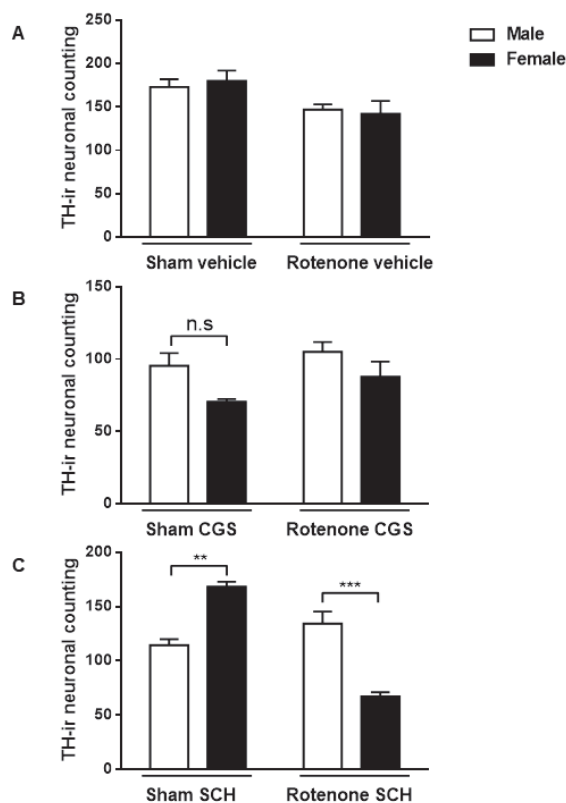 A
Male
Female
TH-ir neuronal counting
250
200
150
100
50
0
Sham vehicle
Rotenone vehicle
B
TH-ir neuronal counting
150
100
50
0
n.s
Sham CGS
Rotenone CGS
C
TH-ir neuronal counting
200
150
100
50
0
**
***
Sham SCH
Rotenone SCH